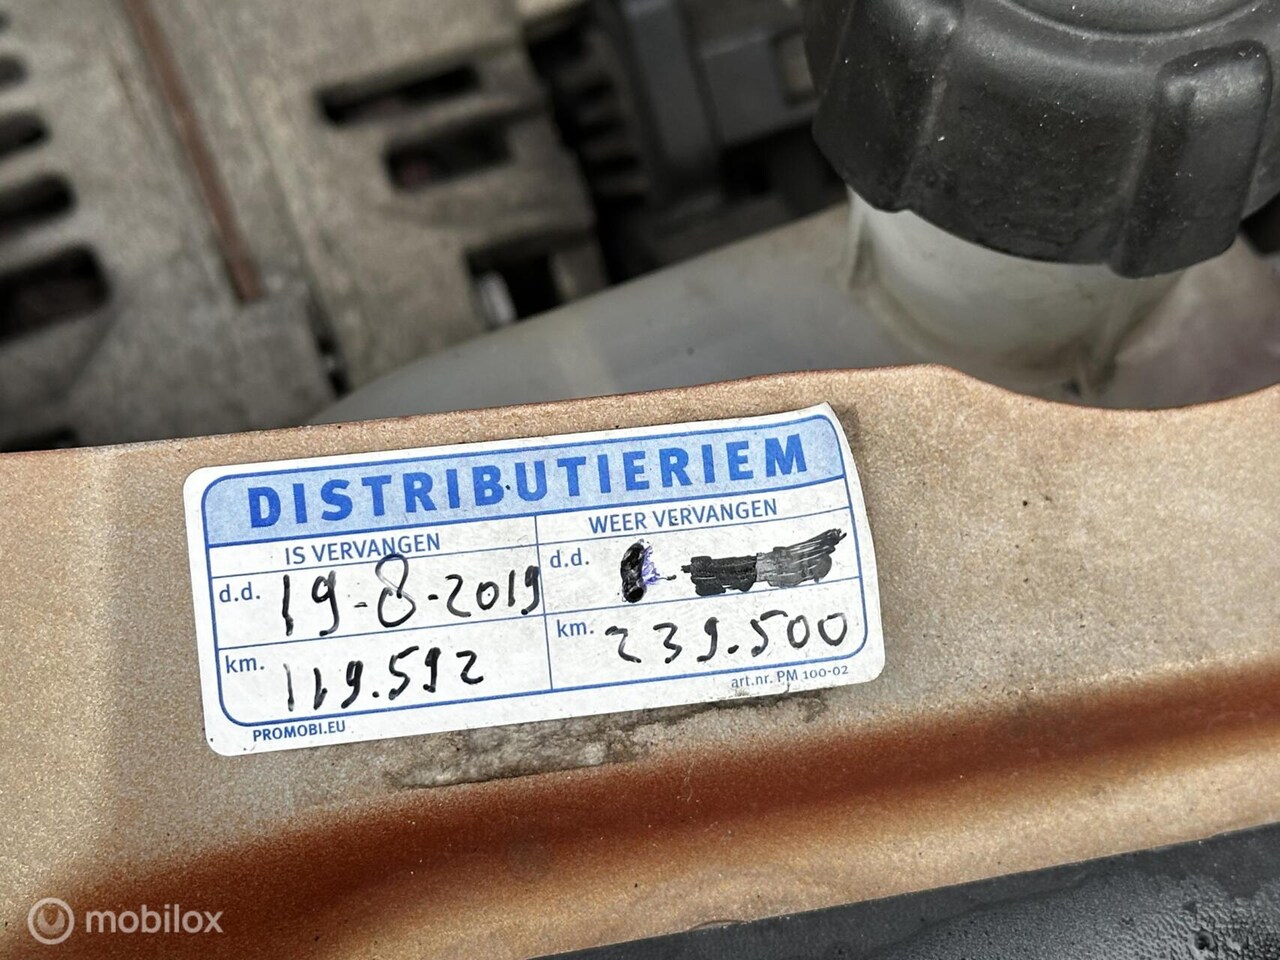 DISTRIBUTIERIEM
IS VERVANGEN
WEER VERVANGEN
d.d. 19-8-2019
d.d.
km. 119.592
km. 239.500
PROMOBI.EU
art.nr. PM 100-02
mobilox